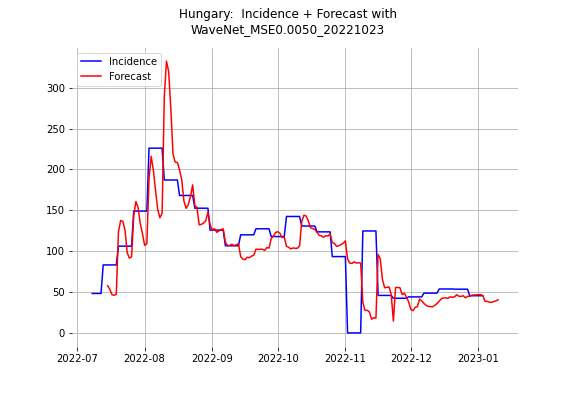 Hungary:  Incidence + Forecast with
WaveNet_MSE0.0050_20221023
Incidence
Forecast
300
250
200
150
100
50
0
2022-07 2022-08 2022-09 2022-10 2022-11 2022-12 2023-01